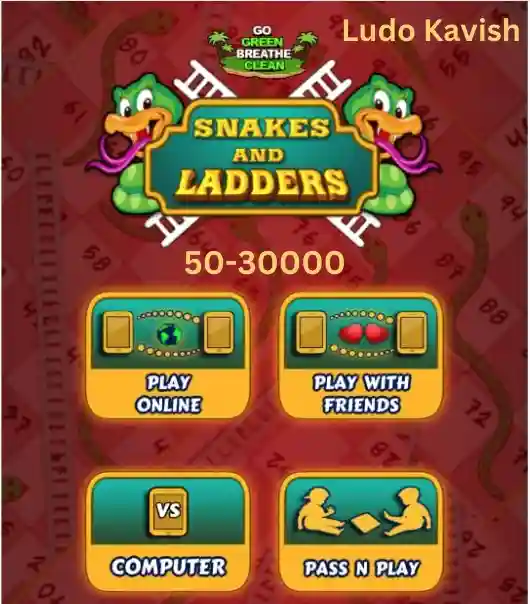 Ludo Kavish
GO
GREEN
BREATHE
CLEAN
SNAKES
AND
LADDERS
50-30000
PLAY
ONLINE
PLAY WITH
FRIENDS
VS
COMPUTER
PASS N PLAY